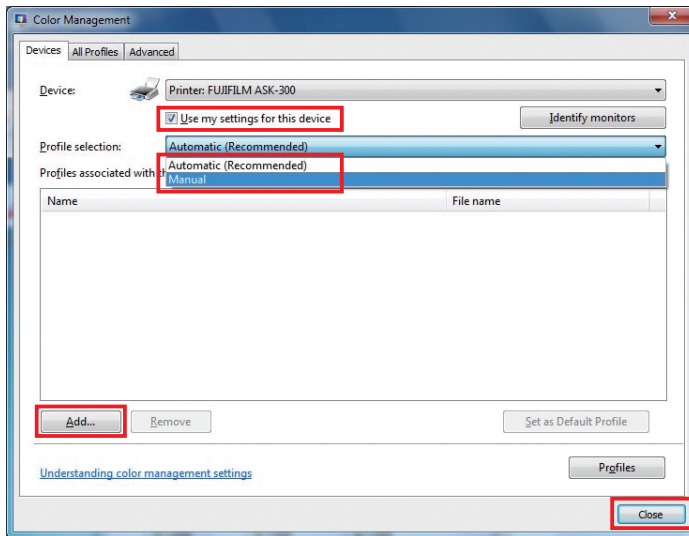 Color Management
Devices All Profiles Advanced
Device: Printer: FUJIFILM ASK-300
Use my settings for this device Identify monitors
Profile selection: Automatic (Recommended)
Automatic (Recommended)
Profiles associated with th
Manual
Name File name
Add... Remove Set as Default Profile
Understanding color management settings Profiles
Close